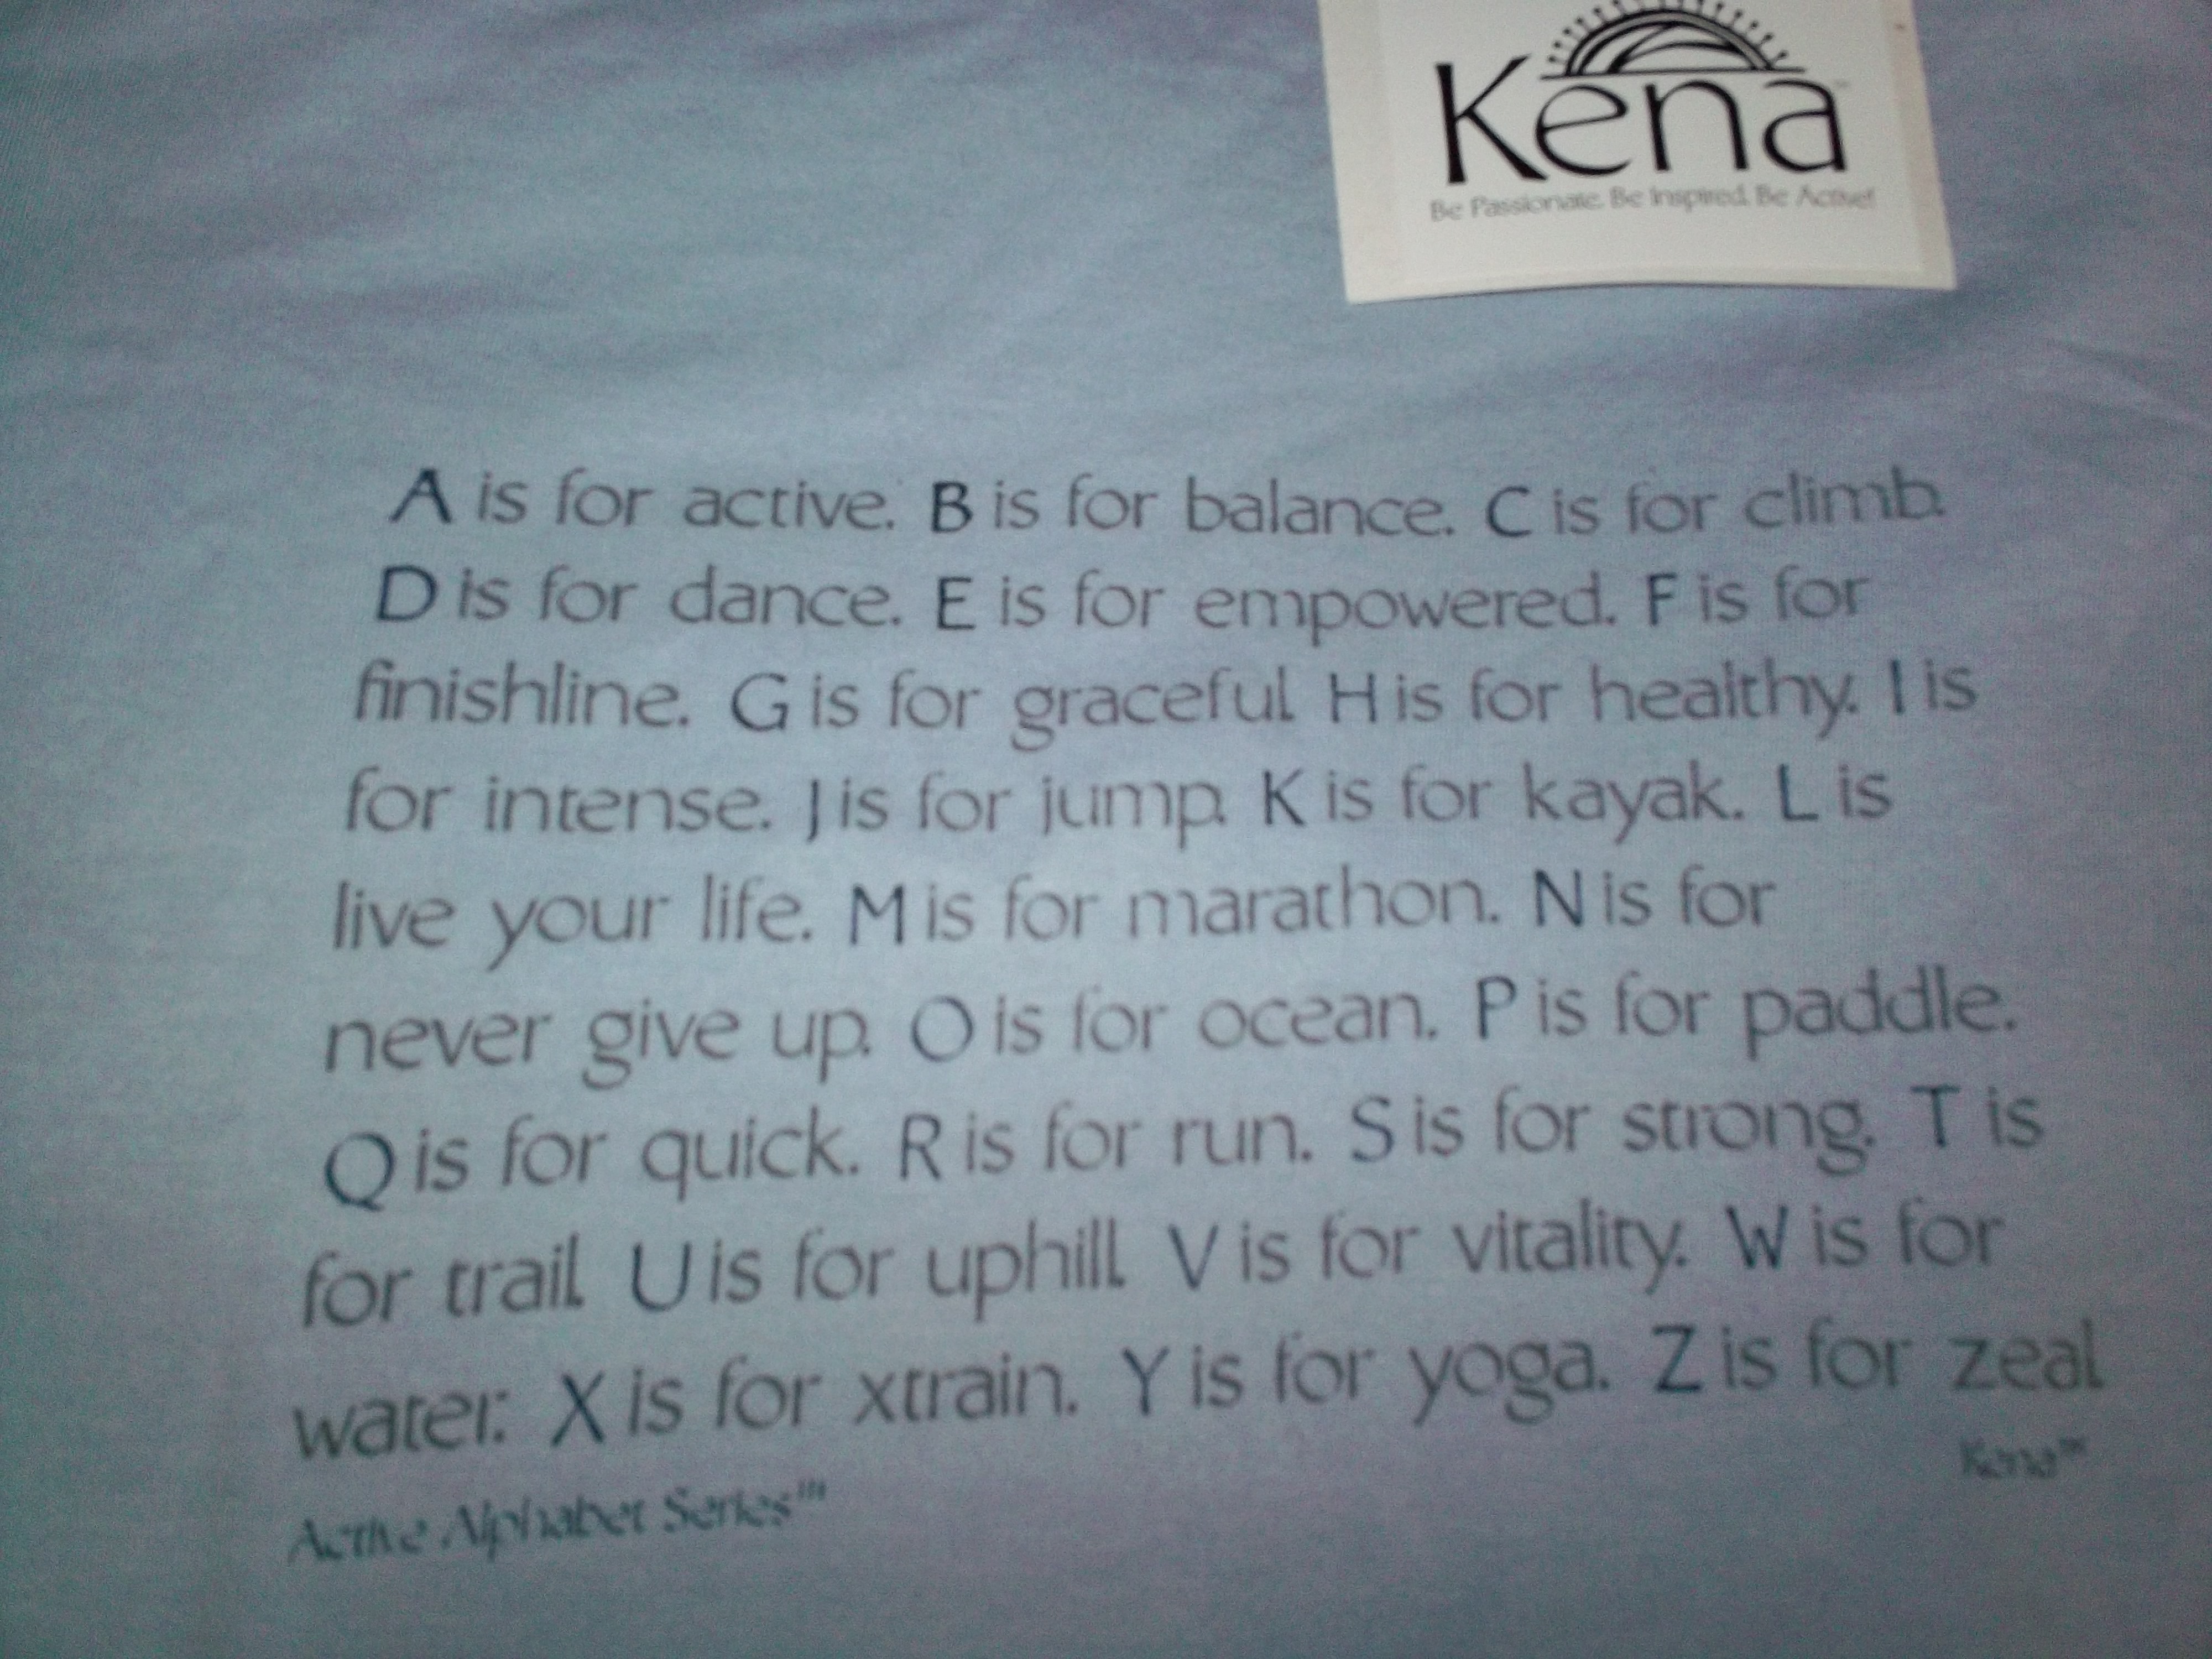 Kena
Be Passionate. Be Inspired. Be Active!
A is for active. B is for balance. C is for climb.
D is for dance. E is for empowered. F is for
finishline. G is for graceful. H is for healthy. I is
for intense. J is for jump. K is for kayak. L is
live your life. M is for marathon. N is for
never give up. O is for ocean. P is for paddle.
Q is for quick. R is for run. S is for strong. T is
for trail. U is for uphill. V is for vitality. W is for
water. X is for xtrain. Y is for yoga. Z is for zeal
Kena™
Active Alphabet Series™